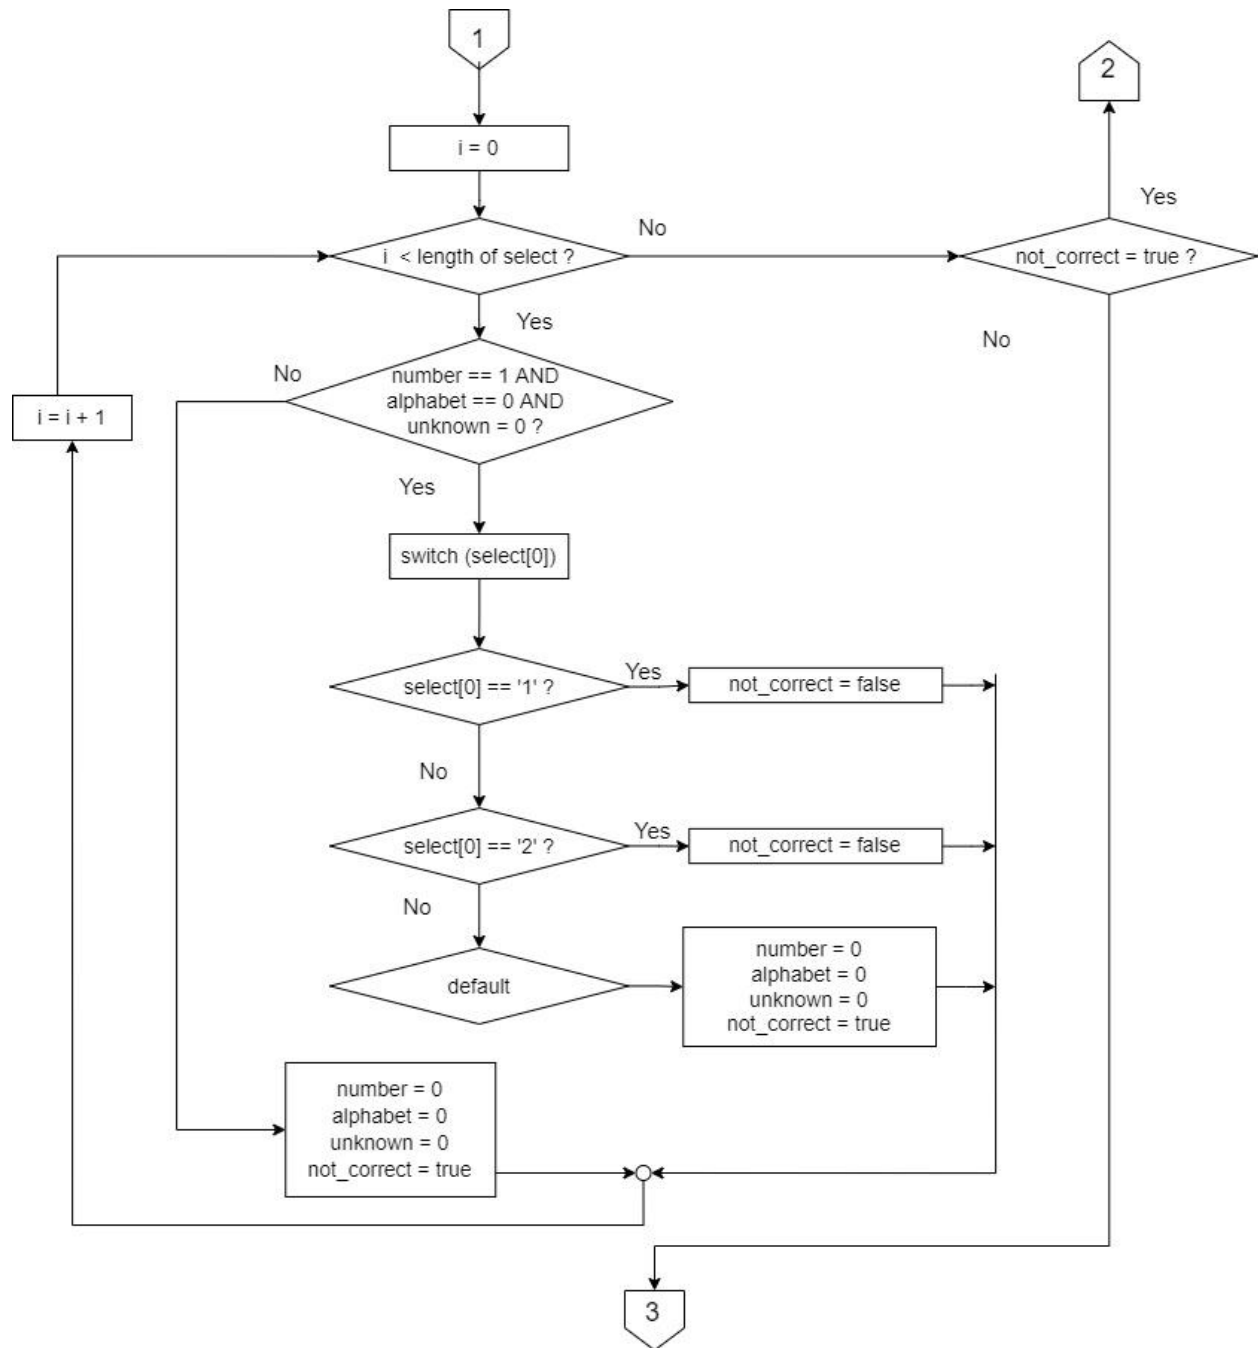 1
2
i = 0
Yes
No
i < length of select ?
not_correct = true ?
Yes
No
No
number == 1 AND
alphabet == 0 AND
unknown = 0 ?
i = i + 1
Yes
switch (select[0])
select[0] == '1' ?
Yes
not_correct = false
No
select[0] == '2' ?
Yes
not_correct = false
No
default
number = 0
alphabet = 0
unknown = 0
not_correct = true
number = 0
alphabet = 0
unknown = 0
not_correct = true
3